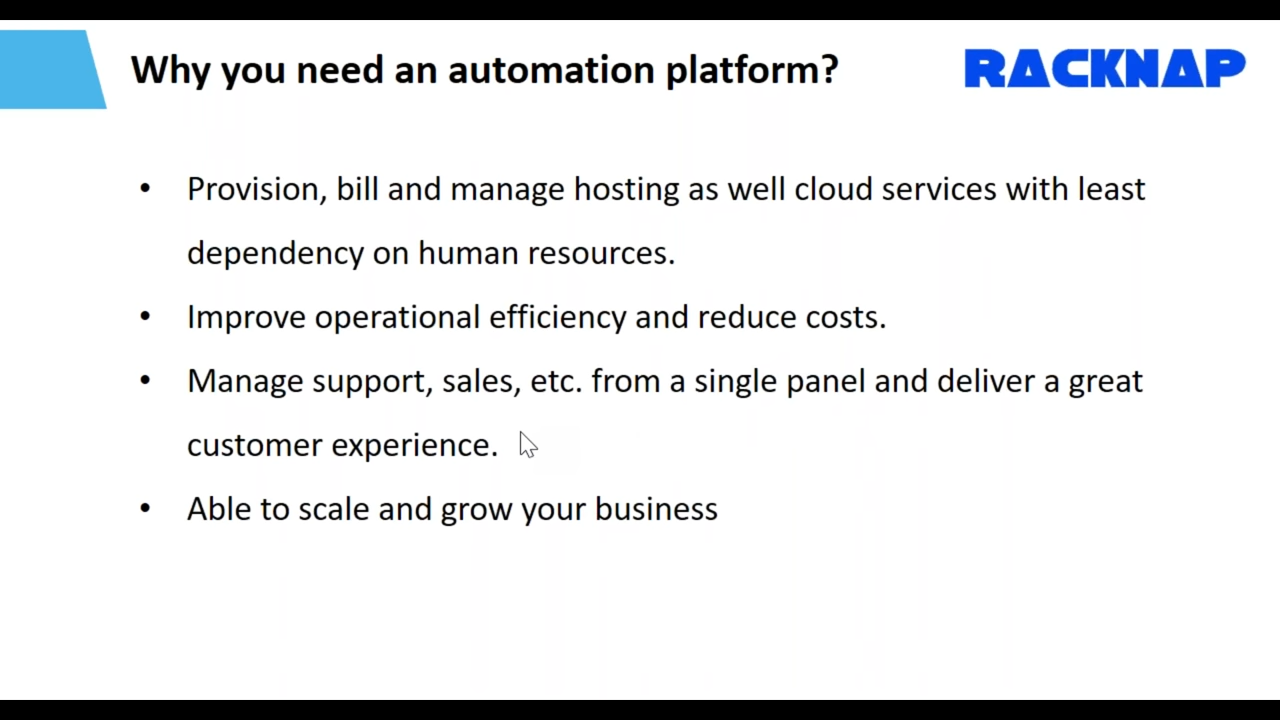 Why you need an automation platform?
RACKNAP
• Provision, bill and manage hosting as well cloud services with least
dependency on human resources.
• Improve operational efficiency and reduce costs.
• Manage support, sales, etc. from a single panel and deliver a great
customer experience.
• Able to scale and grow your business